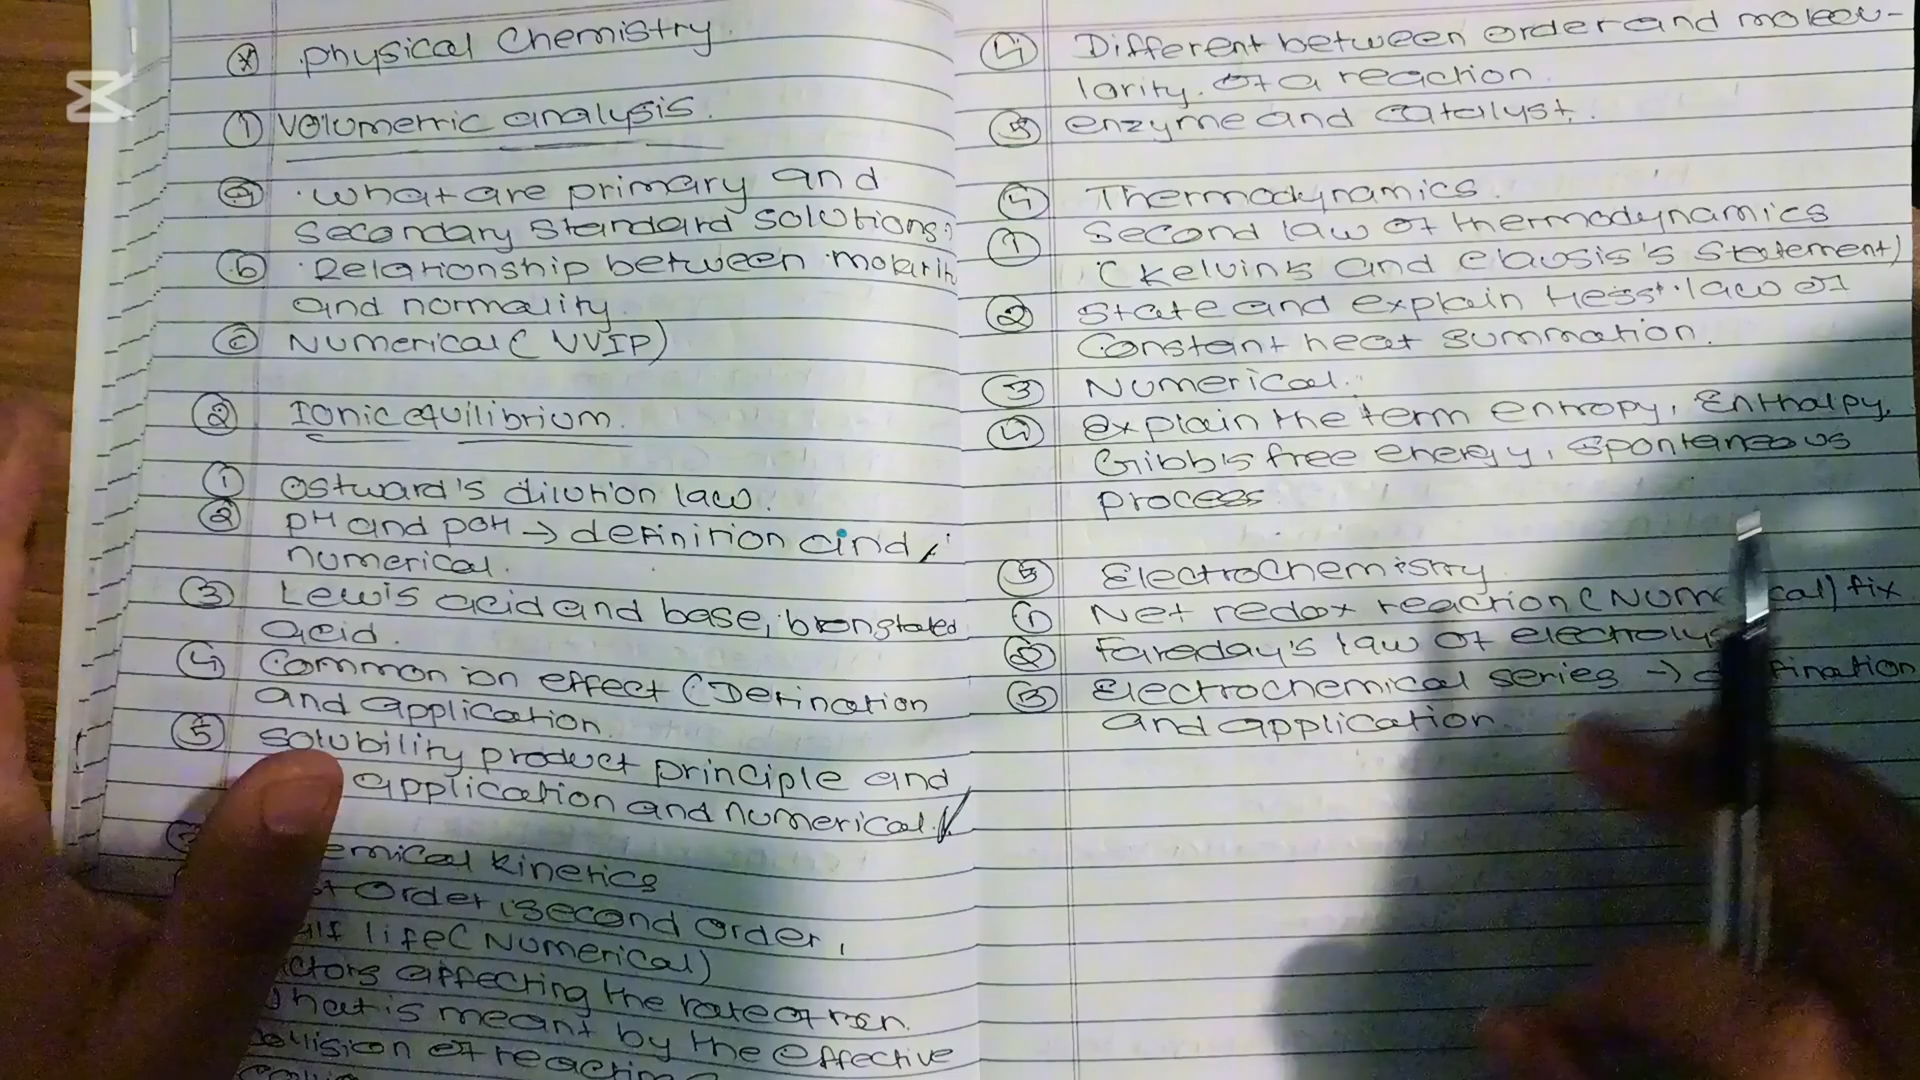 * Physical Chemistry.
① Volumetric analysis.
ⓐ What are primary and
Secondary Standard Solutions?
ⓑ Relationship between molarit
and normality.
ⓒ Numerical (VVIP)
② Ionic equilibrium.
① Ostward's dilution law.
② PH and POH → definition and
numerical.
③ Lewis acid and base,
acid.
④ Common ion effect (Defination
and application.
⑤ Solubility product principle and
application and numerical.
emical kinetics
Order, second order,
life (Numerical)
ctors affecting the rate of rxn.
hat is meant by the effective
llision of
④ Different between order and molecu-
larity. of a reaction.
⑤ enzyme and catalyst.
④ Thermodynamics.
① Second law of thermodynamics
(Kelvin's and clausis's Statement)
② State and explain Hess' law of
Constant heat summation.
③ Numerical.
④ explain the term entropy, Enthalpy,
Gibb's free energy, spontaneous
process
⑤ Electrochemistry
① Net redox reaction (Num cal) fix
② Faraday's law of electrolys
③ Electrochemical series → fination
and application.